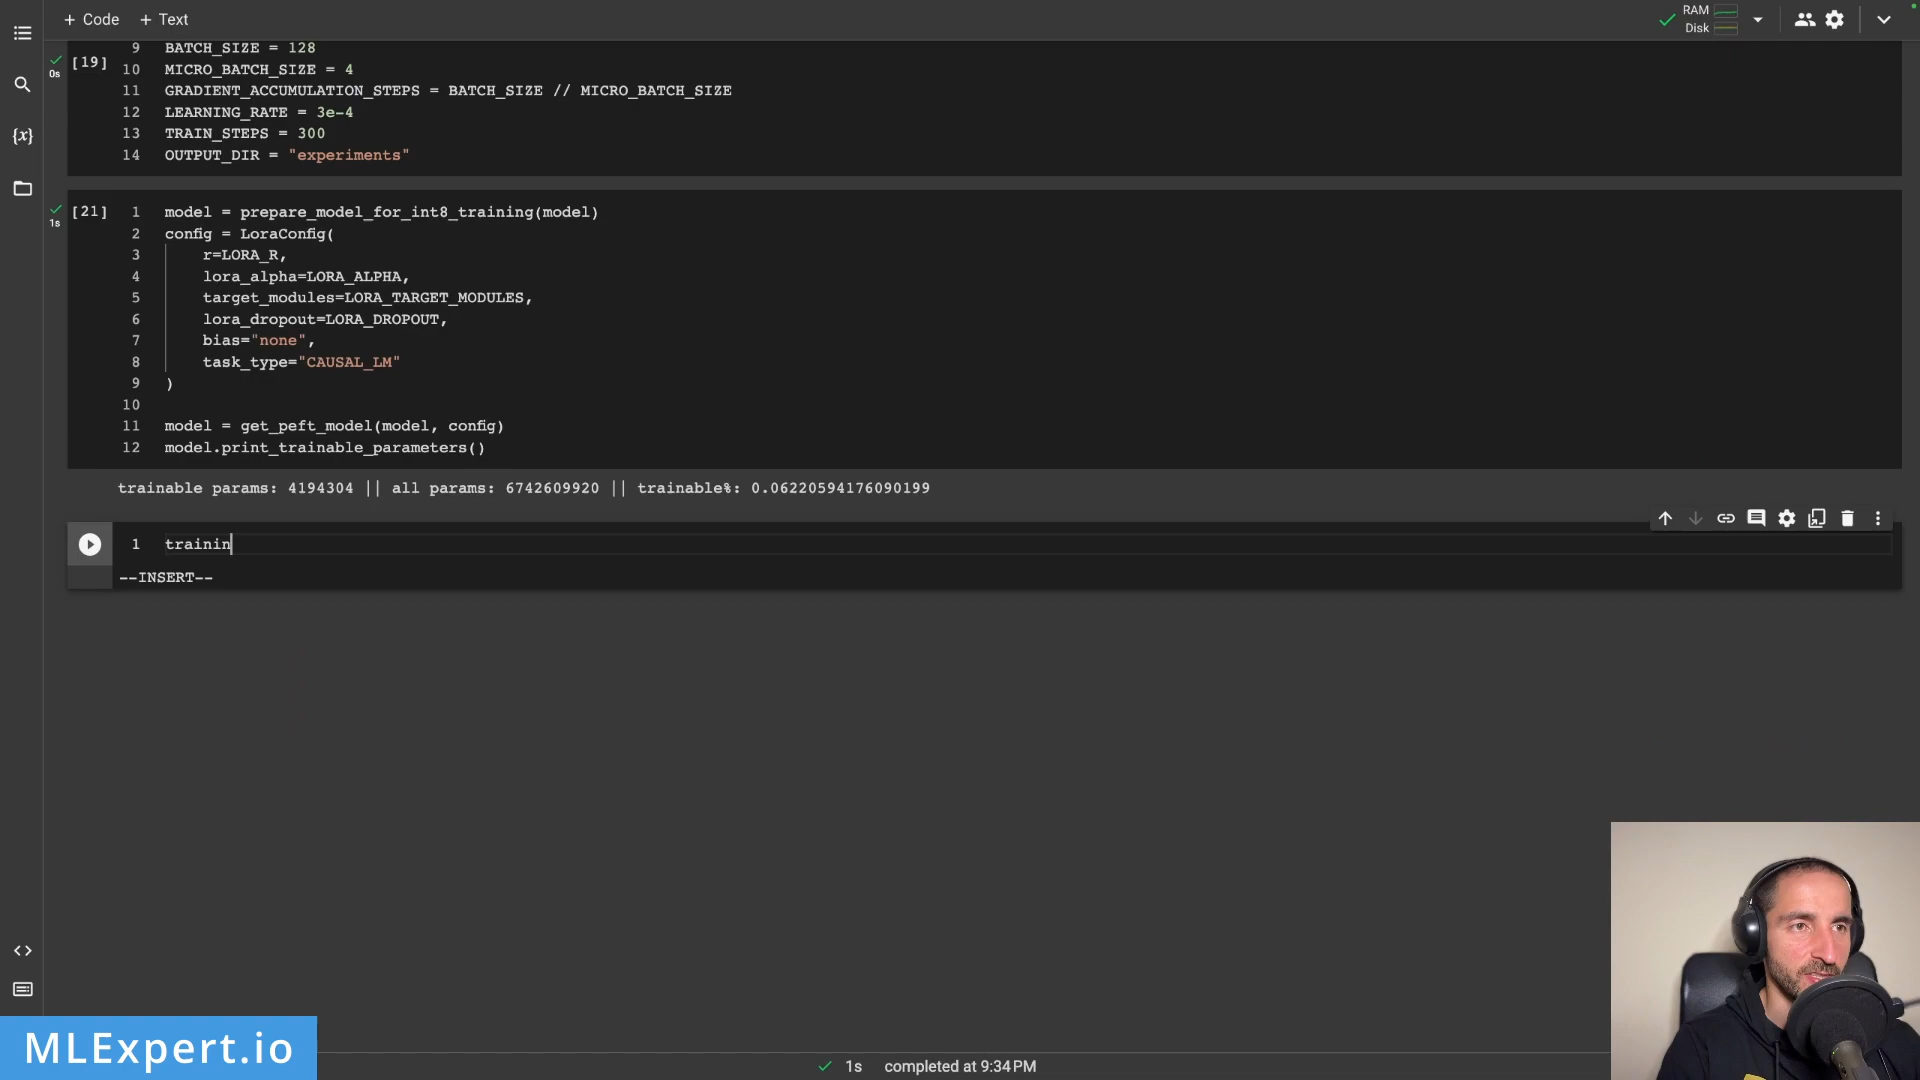 + Code + Text
RAM
Disk
[19]
0s
9 BATCH_SIZE = 128
10 MICRO_BATCH_SIZE = 4
11 GRADIENT_ACCUMULATION_STEPS = BATCH_SIZE // MICRO_BATCH_SIZE
12 LEARNING_RATE = 3e-4
13 TRAIN_STEPS = 300
14 OUTPUT_DIR = "experiments"
[21]
1s
1 model = prepare_model_for_int8_training(model)
2 config = LoraConfig(
3 r=LORA_R,
4 lora_alpha=LORA_ALPHA,
5 target_modules=LORA_TARGET_MODULES,
6 lora_dropout=LORA_DROPOUT,
7 bias="none",
8 task_type="CAUSAL_LM"
9 )
10
11 model = get_peft_model(model, config)
12 model.print_trainable_parameters()
trainable params: 4194304 || all params: 6742609920 || trainable%: 0.06220594176090199
1 trainin
--INSERT--
{x}
<>
MLExpert.io
1s completed at 9:34 PM